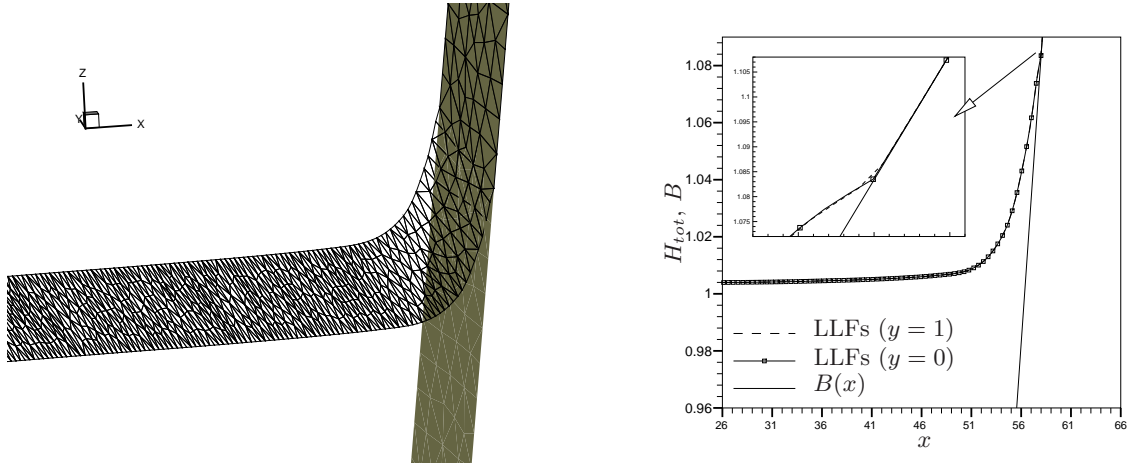 Z
Y
X
1.08
1.06
1.04
1.02
1
0.98
0.96
H_{tot}, B
1.105
1.1
1.095
1.09
1.085
1.08
1.075
LLFs (y = 1)
LLFs (y = 0)
B(x)
26 31 36 41 46 51 56 61 66
x